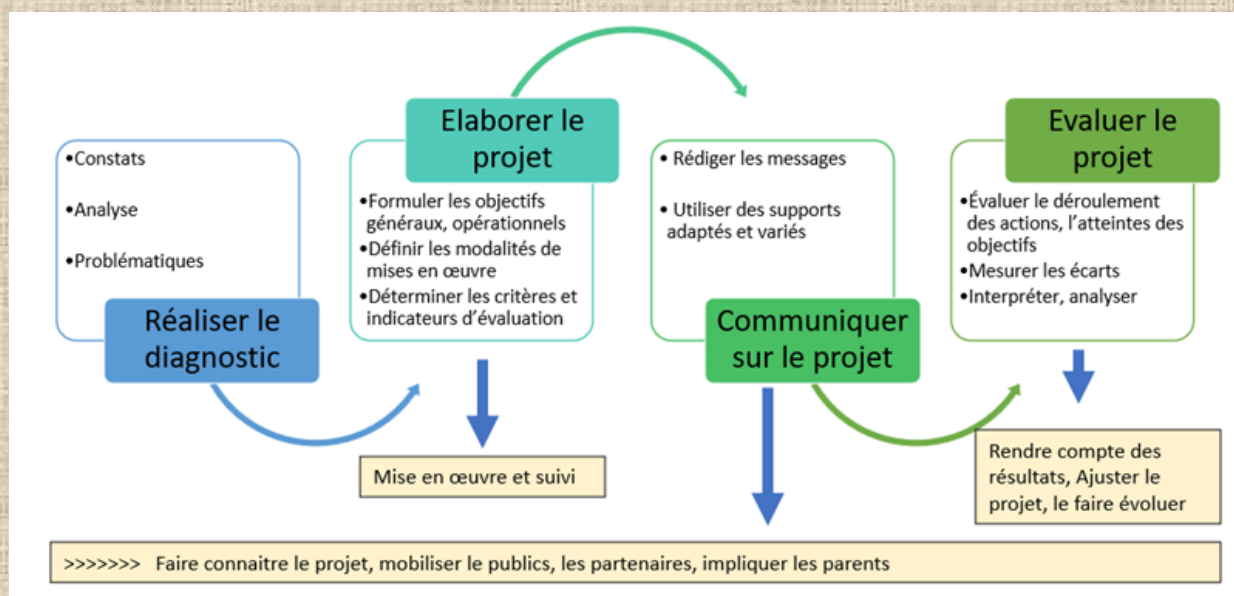 •Constats
•Analyse
•Problématiques
Réaliser le
diagnostic
Elaborer le
projet
•Formuler les objectifs
généraux, opérationnels
•Définir les modalités de
mises en œuvre
•Déterminer les critères et
indicateurs d’évaluation
Mise en œuvre et suivi
• Rédiger les messages
• Utiliser des supports
adaptés et variés
Communiquer
sur le projet
Evaluer le
projet
•Évaluer le déroulement
des actions, l’atteintes des
objectifs
•Mesurer les écarts
•Interpréter, analyser
Rendre compte des
résultats, Ajuster le
projet, le faire évoluer
>>>>>>> Faire connaitre le projet, mobiliser le publics, les partenaires, impliquer les parents